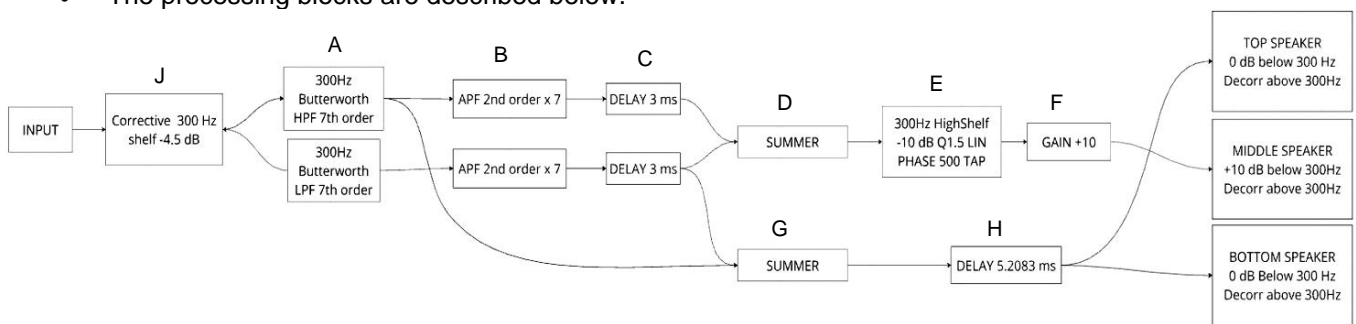 • The processing blocks are described below:
A
B
C
D
E
F
G
H
J
INPUT
Corrective 300 Hz
shelf -4.5 dB
300Hz
Butterworth
HPF 7th order
300Hz
Butterworth
LPF 7th order
APF 2nd order x 7
DELAY 3 ms
APF 2nd order x 7
DELAY 3 ms
SUMMER
300Hz HighShelf
-10 dB Q1.5 LIN
PHASE 500 TAP
GAIN +10
SUMMER
DELAY 5.2083 ms
TOP SPEAKER
0 dB below 300 Hz
Decorr above 300Hz
MIDDLE SPEAKER
+10 dB below 300Hz
Decorr above 300Hz
BOTTOM SPEAKER
0 dB Below 300 Hz
Decorr above 300Hz